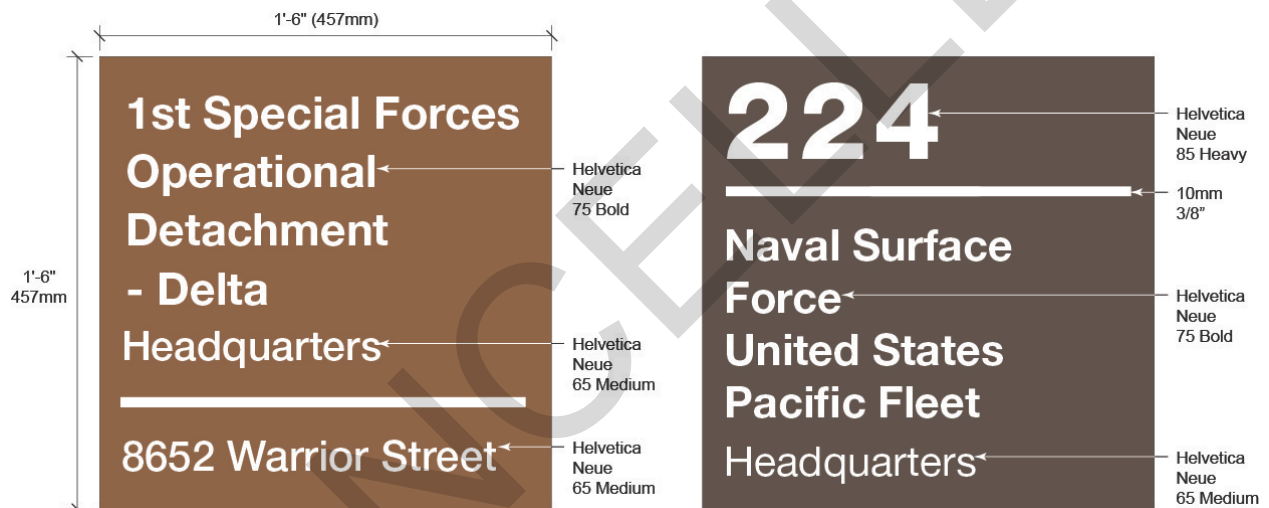 1'-6" (457mm)
1'-6"
457mm
1st Special Forces
Operational
Detachment
- Delta
Headquarters
8652 Warrior Street
Helvetica
Neue
75 Bold
Helvetica
Neue
65 Medium
Helvetica
Neue
65 Medium
224
Naval Surface
Force
United States
Pacific Fleet
Headquarters
Helvetica
Neue
85 Heavy
10mm
3/8”
Helvetica
Neue
75 Bold
Helvetica
Neue
65 Medium
NCELL